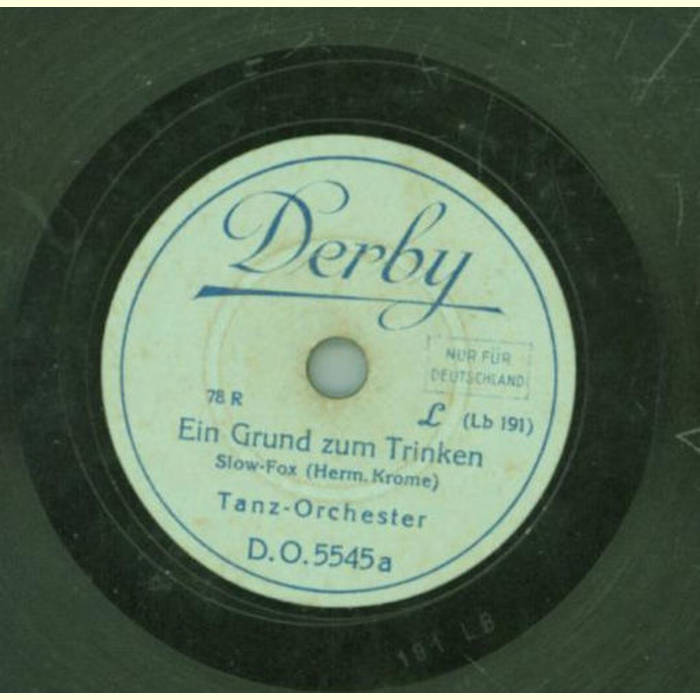 Derby
NUR FÜR
DEUTSCHLAND
78 R
L (Lb 191)
Ein Grund zum Trinken
Slow-Fox (Herm. Krome)
Tanz-Orchester
D.O.5545a
191 LB